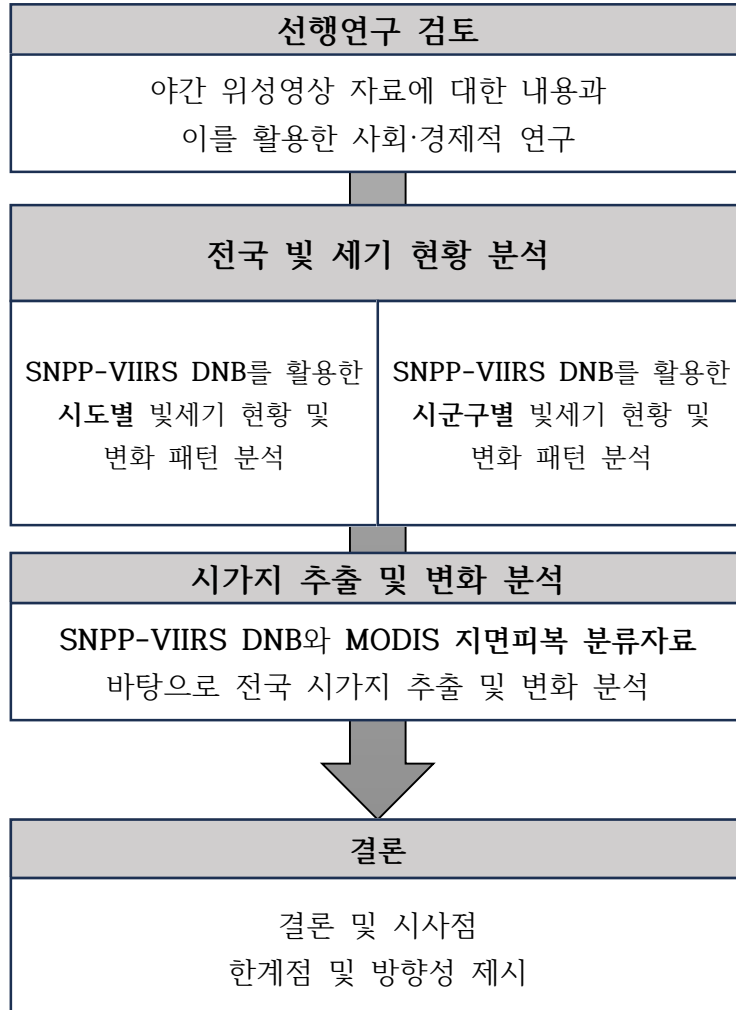 선행연구 검토
야간 위성영상 자료에 대한 내용과
이를 활용한 사회·경제적 연구
전국 빛 세기 현황 분석
SNPP-VIIRS DNB를 활용한
시도별 빛세기 현황 및
변화 패턴 분석
SNPP-VIIRS DNB를 활용한
시군구별 빛세기 현황 및
변화 패턴 분석
시가지 추출 및 변화 분석
SNPP-VIIRS DNB와 MODIS 지면피복 분류자료
바탕으로 전국 시가지 추출 및 변화 분석
결론
결론 및 시사점
한계점 및 방향성 제시